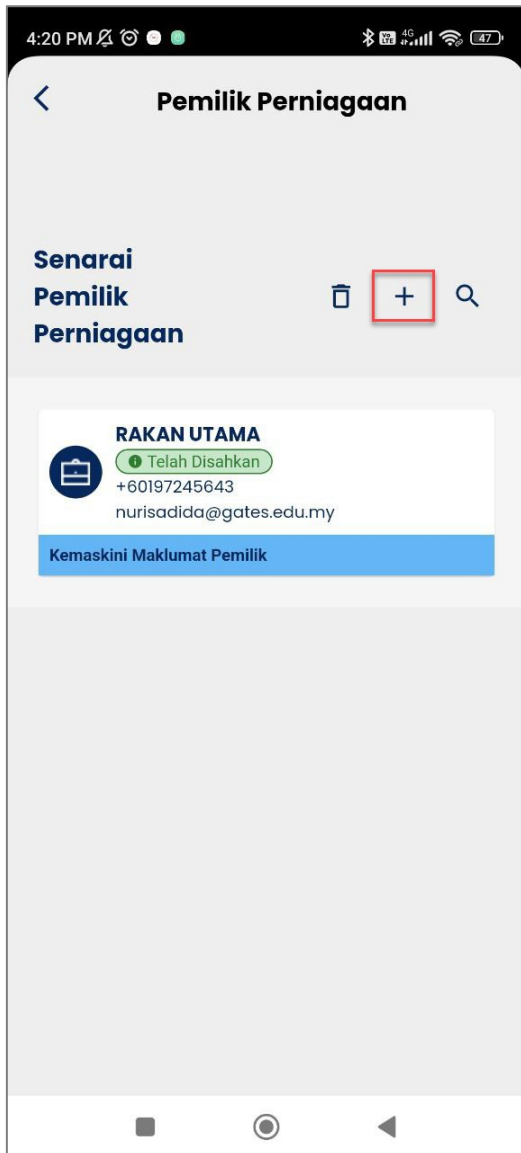 4:20 PM
4G
47
Pemilik Perniagaan
Senarai
Pemilik
Perniagaan
RAKAN UTAMA
Telah Disahkan
+60197245643
nurisadida@gates.edu.my
Kemaskini Maklumat Pemilik